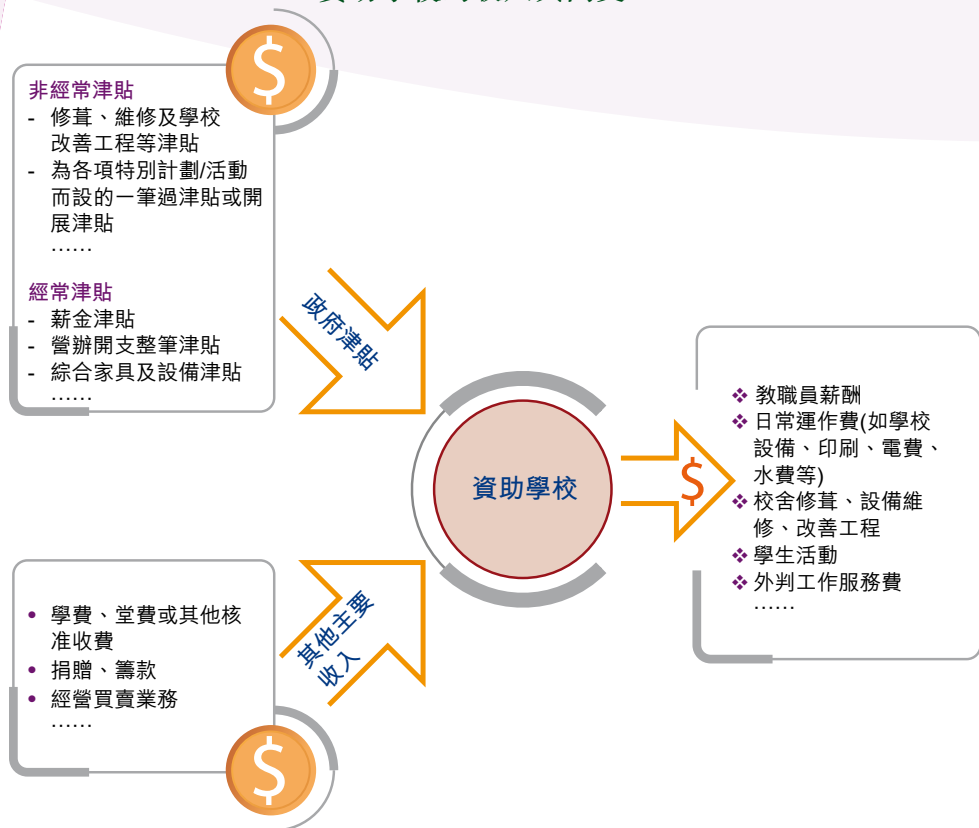 非經常津貼
- 修葺、維修及學校
改善工程等津貼
- 為各項特別計劃/活動
而設的一筆過津貼或開
展津貼
……
經常津貼
- 薪金津貼
- 營辦開支整筆津貼
- 綜合家具及設備津貼
……
$
政府津貼
• 學費、堂費或其他核
准收費
• 捐贈、籌款
• 經營買賣業務
……
$
其他主要
收入
資助學校
$
❖ 教職員薪酬
❖ 日常運作費(如學校
設備、印刷、電費、
水費等)
❖ 校舍修葺、設備維
修、改善工程
❖ 學生活動
❖ 外判工作服務費
……